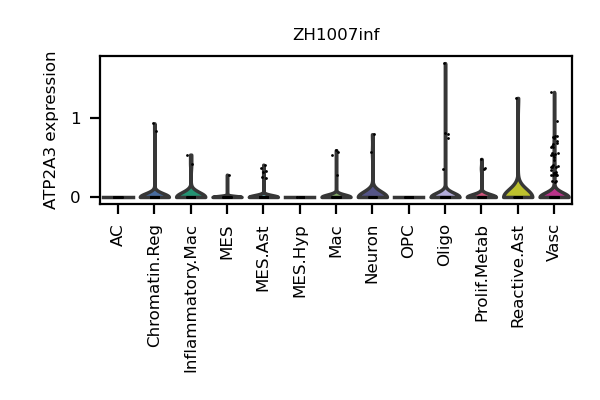 ZH1007inf
ATP2A3 expression
1
0
AC
Chromatin.Reg
Inflammatory.Mac
MES
MES.Ast
MES.Hyp
Mac
Neuron
OPC
Oligo
Prolif.Metab
Reactive.Ast
Vasc